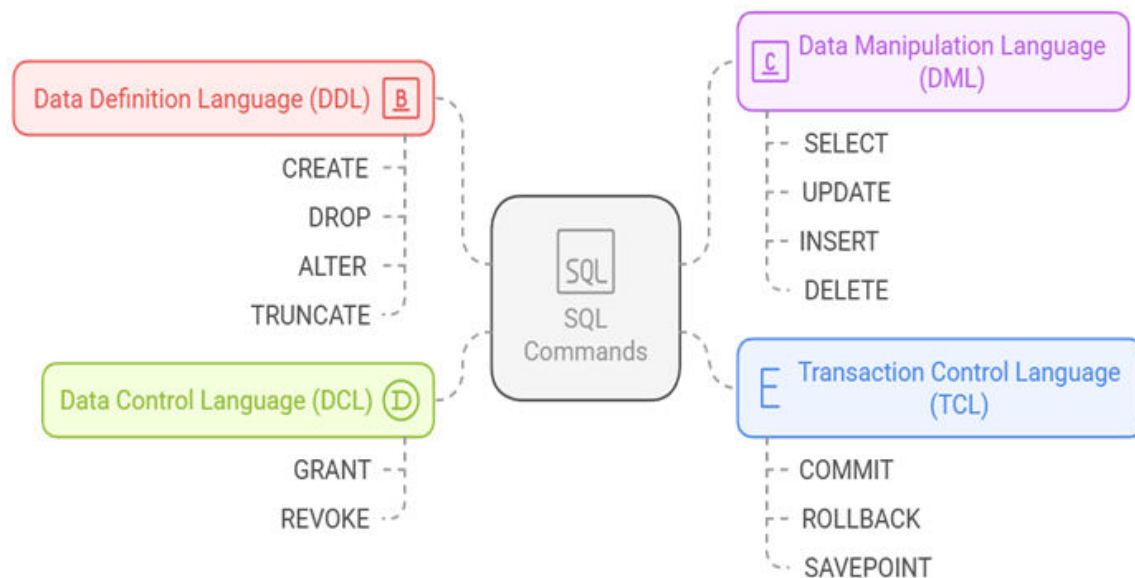 Data Definition Language (DDL) B
CREATE
DROP
ALTER
TRUNCATE
Data Control Language (DCL) D
GRANT
REVOKE
SQL
SQL
Commands
C Data Manipulation Language
(DML)
SELECT
UPDATE
INSERT
DELETE
E Transaction Control Language
(TCL)
COMMIT
ROLLBACK
SAVEPOINT